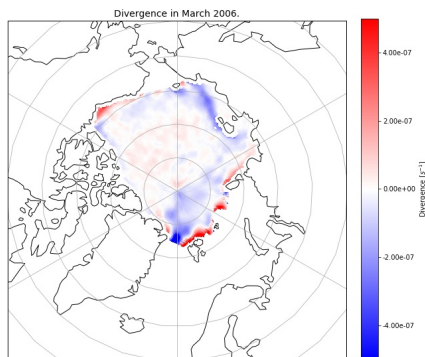 Divergence in March 2006.
4.00e-07
2.00e-07
0.00e+00
-2.00e-07
-4.00e-07
Divergence [s⁻¹]